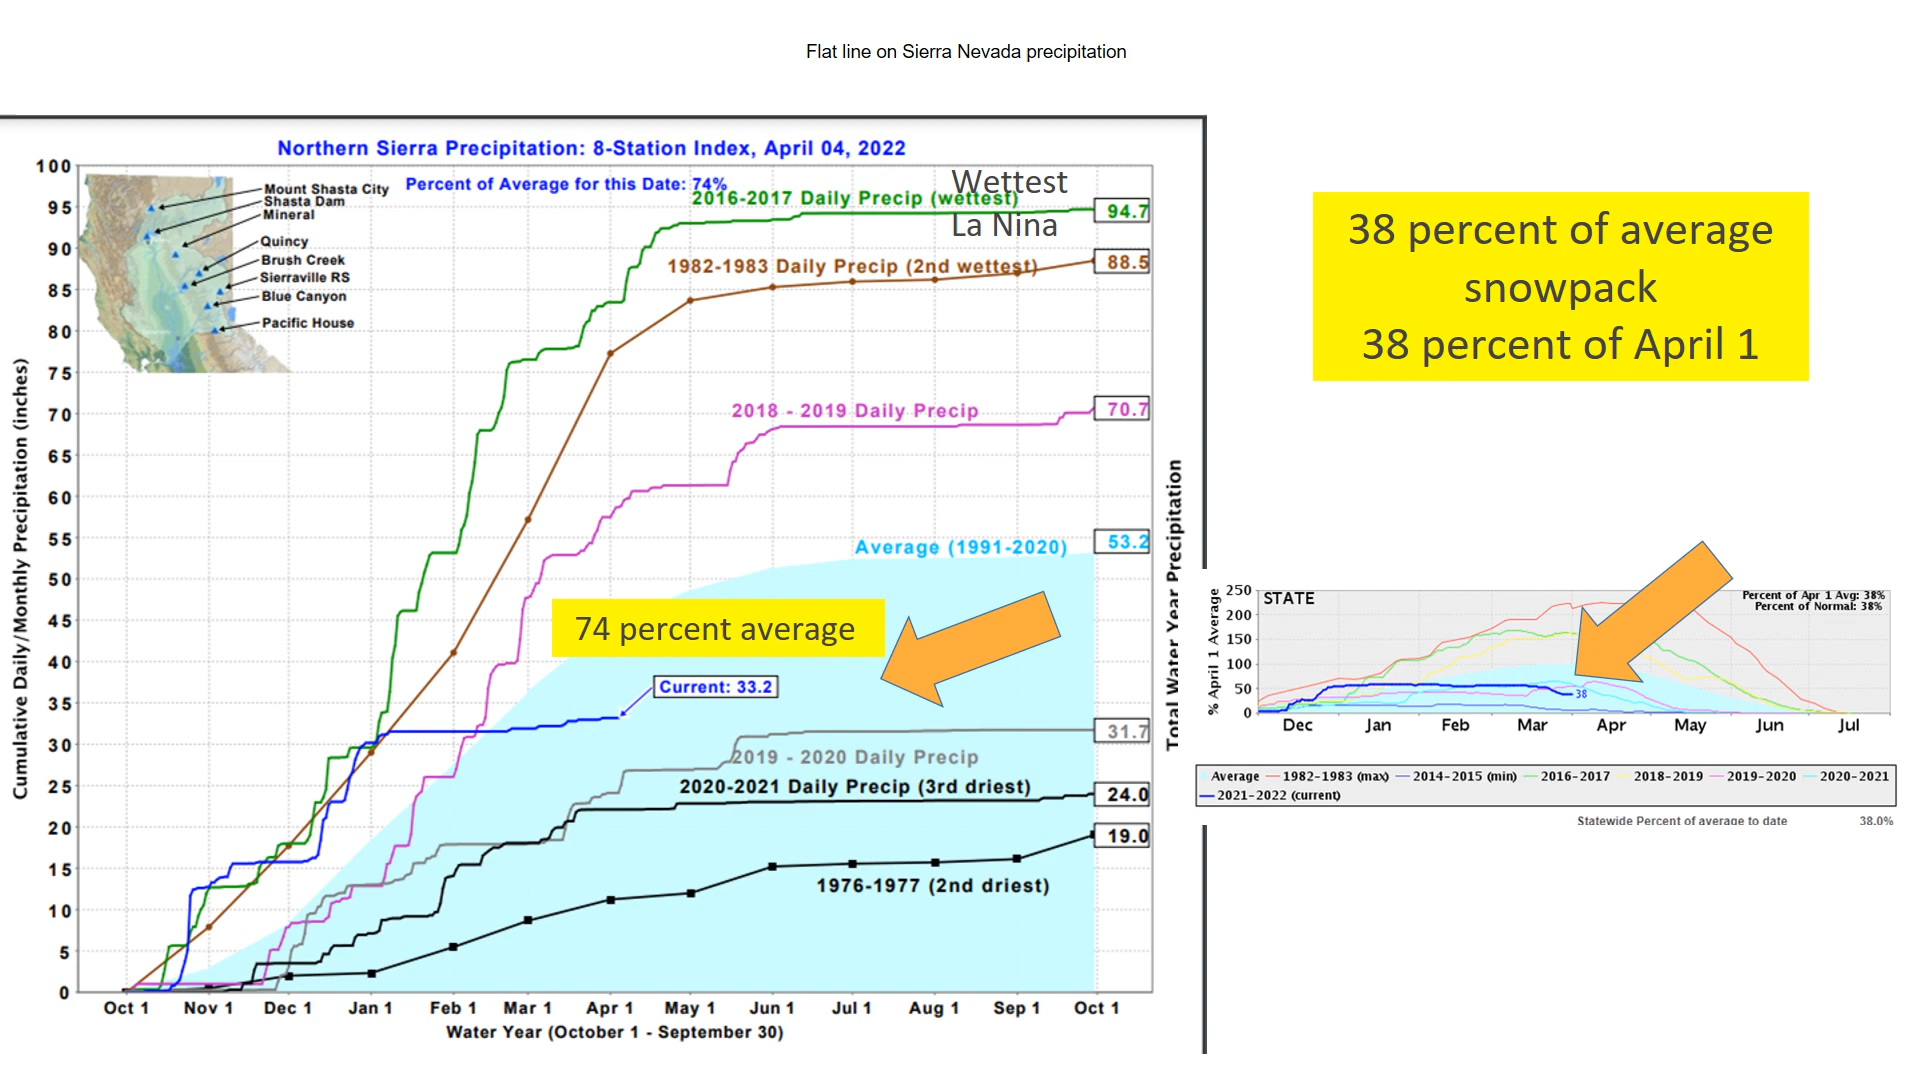 Flat line on Sierra Nevada precipitation
Northern Sierra Precipitation: 8-Station Index, April 04, 2022
Percent of Average for this Date: 74%
Mount Shasta City
Shasta Dam
Mineral
Quincy
Brush Creek
Sierraville RS
Blue Canyon
Pacific House
2016-2017 Daily Precip (wettest)
Wettest
La Nina
94.7
1982-1983 Daily Precip (2nd wettest)
88.5
2018 - 2019 Daily Precip
70.7
Average (1991-2020)
53.2
74 percent average
Current: 33.2
31.7
2019 - 2020 Daily Precip
2020-2021 Daily Precip (3rd driest)
24.0
19.0
1976-1977 (2nd driest)
Cumulative Daily/Monthly Precipitation (inches)
100
95
90
85
80
75
70
65
60
55
50
45
40
35
30
25
20
15
10
5
0
Oct 1 Nov 1 Dec 1 Jan 1 Feb 1 Mar 1 Apr 1 May 1 Jun 1 Jul 1 Aug 1 Sep 1 Oct 1
Water Year (October 1 - September 30)
Total Water Year Precipitation
38 percent of average
snowpack
38 percent of April 1
% April 1 Average
250
200
150
100
50
0
STATE
Percent of Apr 1 Avg: 38%
Percent of Normal: 38%
38
Dec Jan Feb Mar Apr May Jun Jul
Average 1982-1983 (max) 2014-2015 (min) 2016-2017 2018-2019 2019-2020 2020-2021
2021-2022 (current)
Statewide Percent of average to date 38.0%